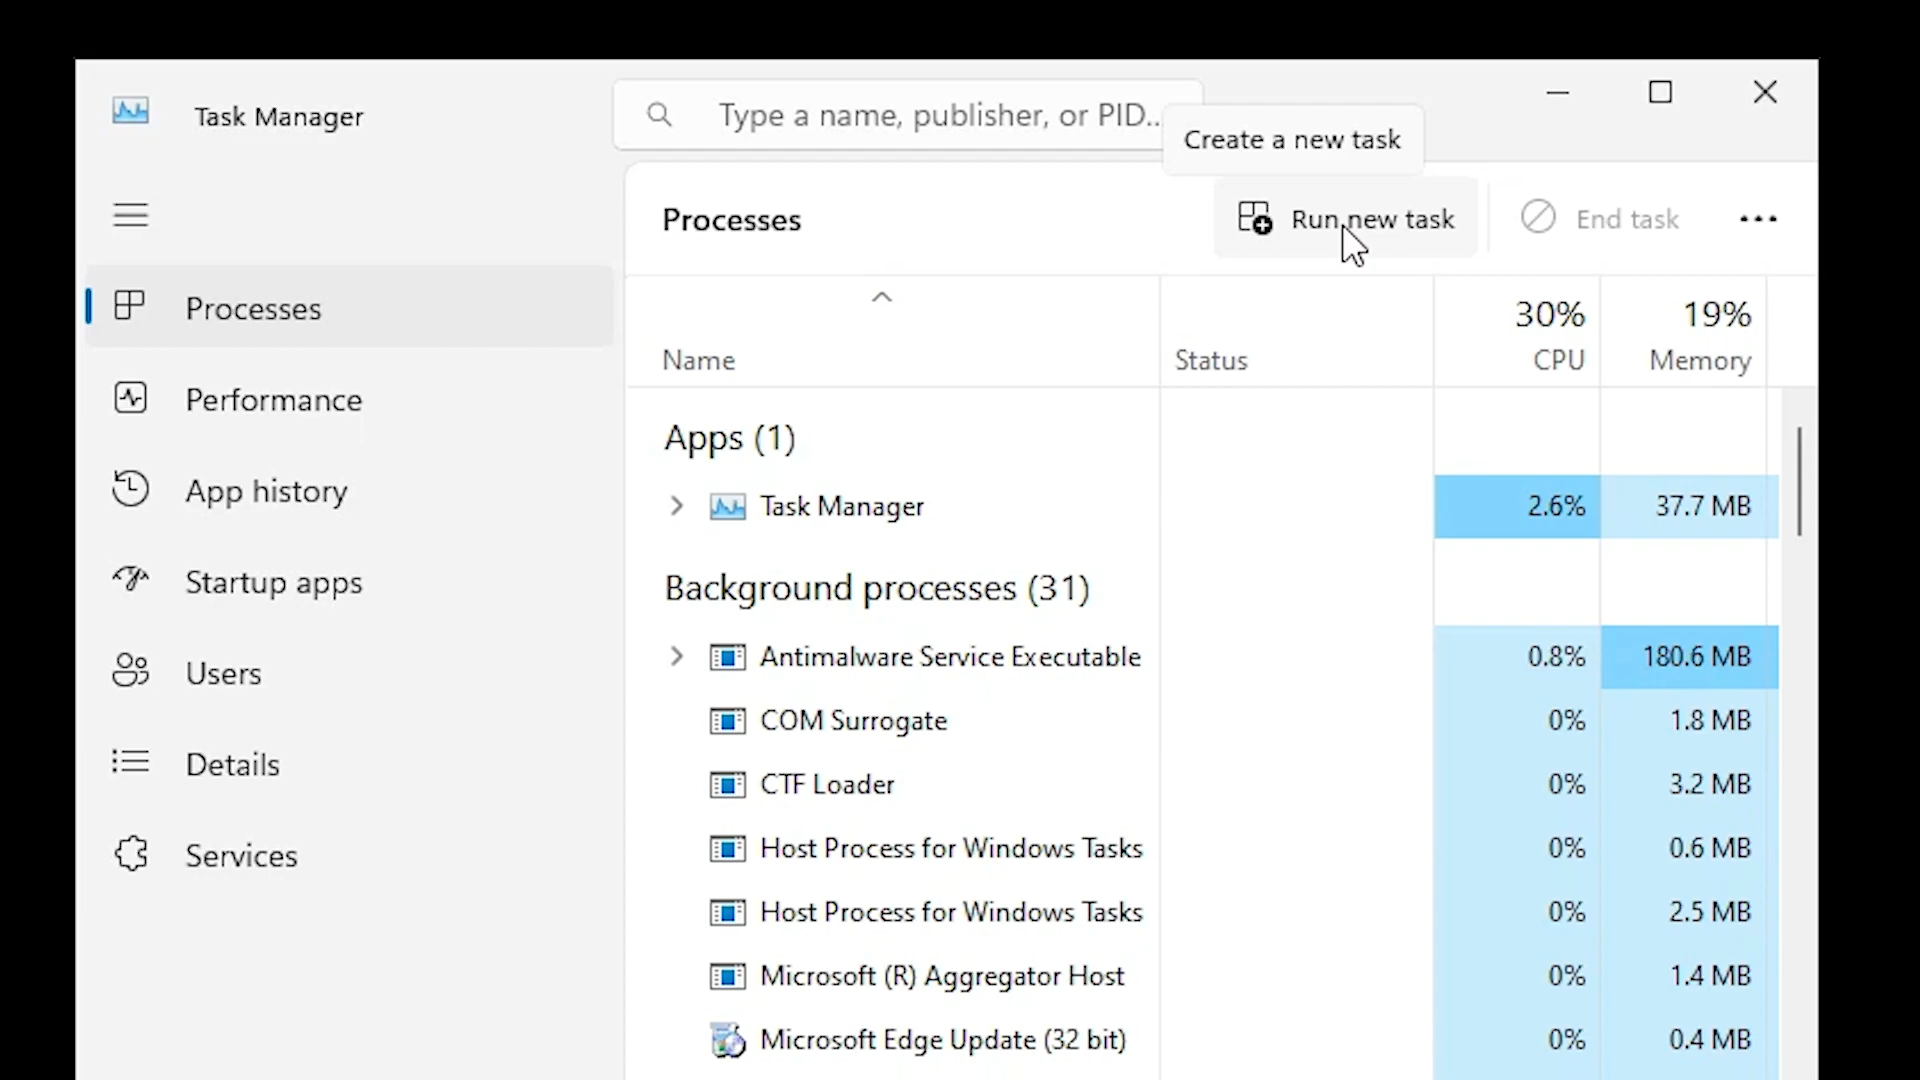 Task Manager
Type a name, publisher, or PID...
Create a new task
Processes
Run new task
End task
Processes
Performance
App history
Startup apps
Users
Details
Services
Name
Status
30%
CPU
19%
Memory
Apps (1)
Task Manager 2.6% 37.7 MB
Background processes (31)
Antimalware Service Executable 0.8% 180.6 MB
COM Surrogate 0% 1.8 MB
CTF Loader 0% 3.2 MB
Host Process for Windows Tasks 0% 0.6 MB
Host Process for Windows Tasks 0% 2.5 MB
Microsoft (R) Aggregator Host 0% 1.4 MB
Microsoft Edge Update (32 bit) 0% 0.4 MB